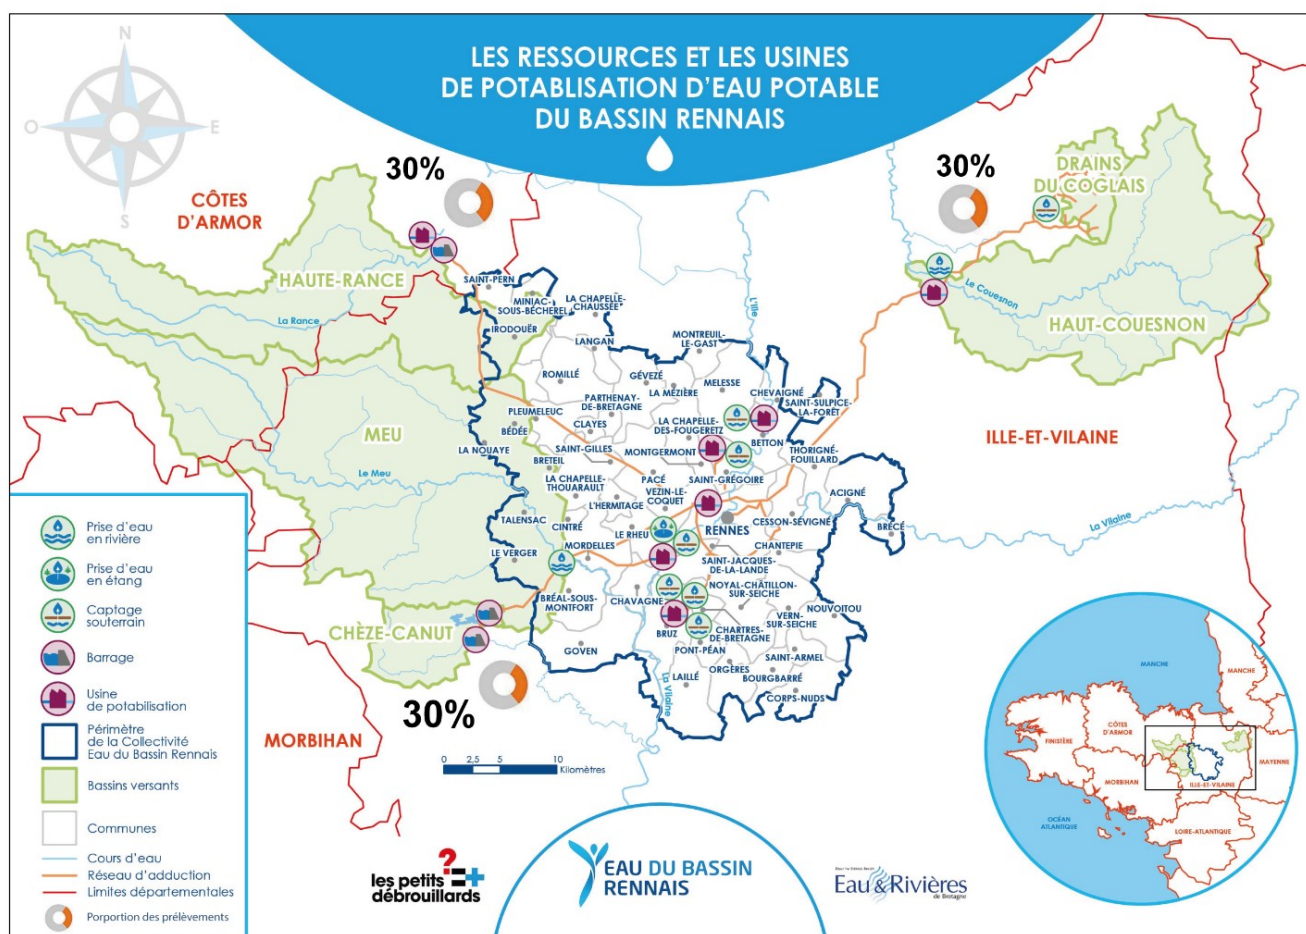 LES RESSOURCES ET LES USINES
DE POTABLISATION D'EAU POTABLE
DU BASSIN RENNAIS
N
O
E
S
CÔTES
D'ARMOR
30%
30%
DRAINS
DU COGLAIS
HAUTE-RANCE
La Rance
SAINT-PERN
MINIAC-
SOUS-BÉCHEREL
LA CHAPELLE-
CHAUSSÉE
IRODOUËR
LANGAN
L'Ille
MONTREUIL-
LE-GAST
Le Couesnon
HAUT-COUESNON
ROMILLÉ
GÉVEZÉ
LA MÉZIÈRE
MELESSE
CHEVAIGNÉ
SAINT-SULPICE-
LA-FORÊT
PARTHENAY-
DE-BRETAGNE
PLEUMELEUC
BÉDÉE
CLAYES
LA CHAPELLE-
DES-FOUGERETZ
BETTON
MEU
LA NOUAYE
SAINT-GILLES
MONTGERMONT
THORIGNÉ-
FOUILLARD
ILLE-ET-VILAINE
Le Meu
BRETEIL
LA CHAPELLE-
THOUARAULT
PACÉ
SAINT-GRÉGOIRE
VEZIN-LE-
COQUET
L'HERMITAGE
ACIGNÉ
BRÉCÉ
La Vilaine
TALENSAC
CINTRÉ
LE RHEU
RENNES
CESSON-SÉVIGNÉ
LE VERGER
MORDELLES
CHANTEPIE
SAINT-JACQUES-
DE-LA-LANDE
BRÉAL-SOUS-
MONTFORT
CHAVAGNE
NOYAL-CHÂTILLON-
SUR-SEICHE
NOUVOITOU
CHÈZE-CANUT
VERN-
SUR-SEICHE
BRUZ
CHARTRES-
DE-BRETAGNE
GOVEN
PONT-PÉAN
SAINT-ARMEL
ORGÈRES
BOURGBARRÉ
LAILLÉ
CORPS-NUDS
La Vilaine
30%
MORBIHAN
0 2,5 5 10
Kilomètres
Prise d'eau
en rivière
Prise d'eau
en étang
Captage
souterrain
Barrage
Usine
de potabilisation
Périmètre
de la Collectivité
Eau du Bassin Rennais
Bassins versants
Communes
Cours d'eau
Réseau d'adduction
Limites départementales
Porportion des prélèvements
MANCHE
MANCHE
CÔTES
D'ARMOR
FINISTÈRE
MAYENNE
MORBIHAN
ILLE-ET-VILAINE
OCÉAN
ATLANTIQUE
LOIRE-ATLANTIQUE
les petits
débrouillards
EAU DU BASSIN
RENNAIS
Eau & Rivières
de Bretagne